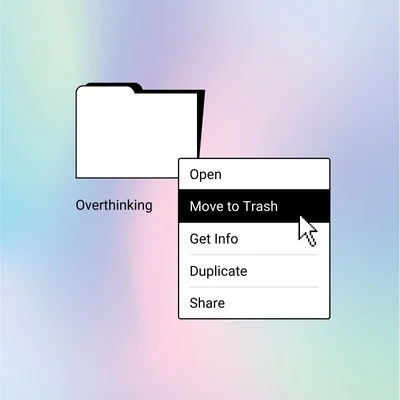 Overthinking
Open
Move to Trash
Get Info
Duplicate
Share